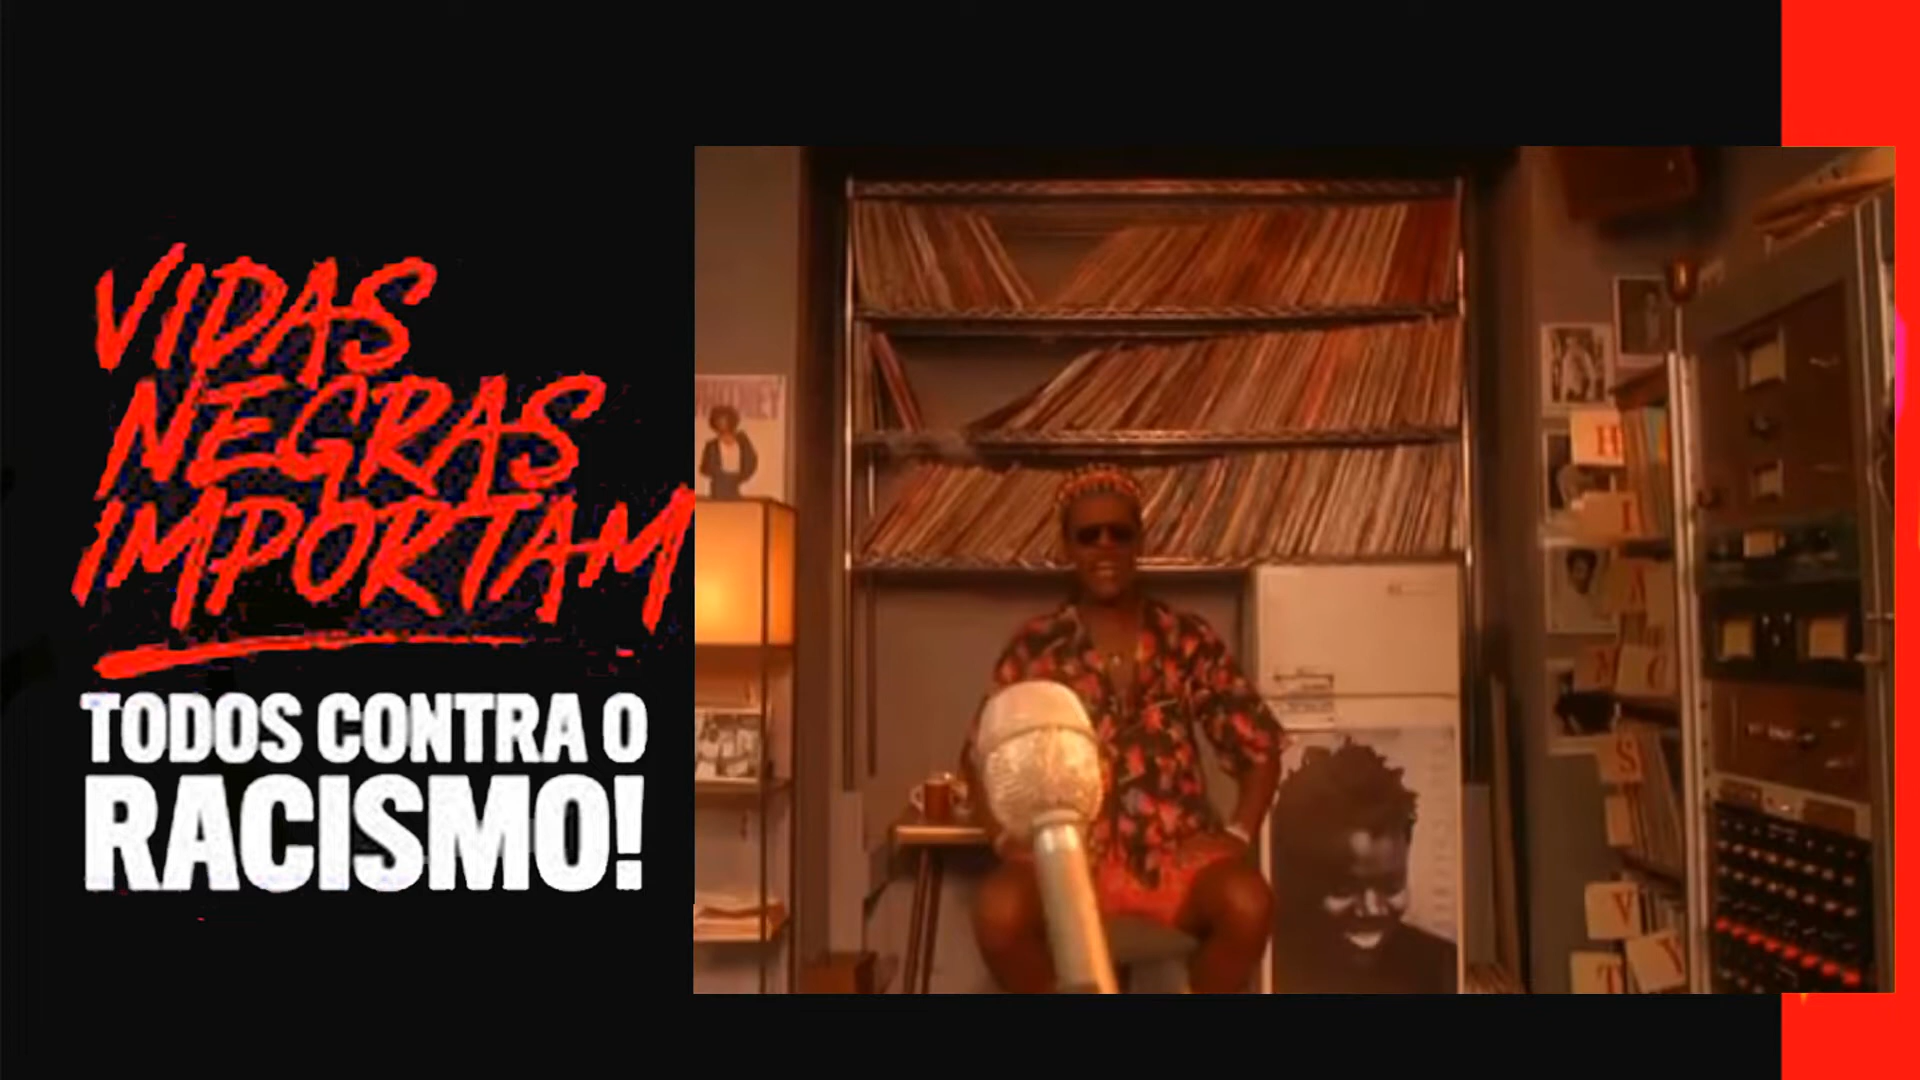 VIDAS
NEGRAS
IMPORTAM
TODOS CONTRA O
RACISMO!
H
I
A
M
C
S
V
Y
T